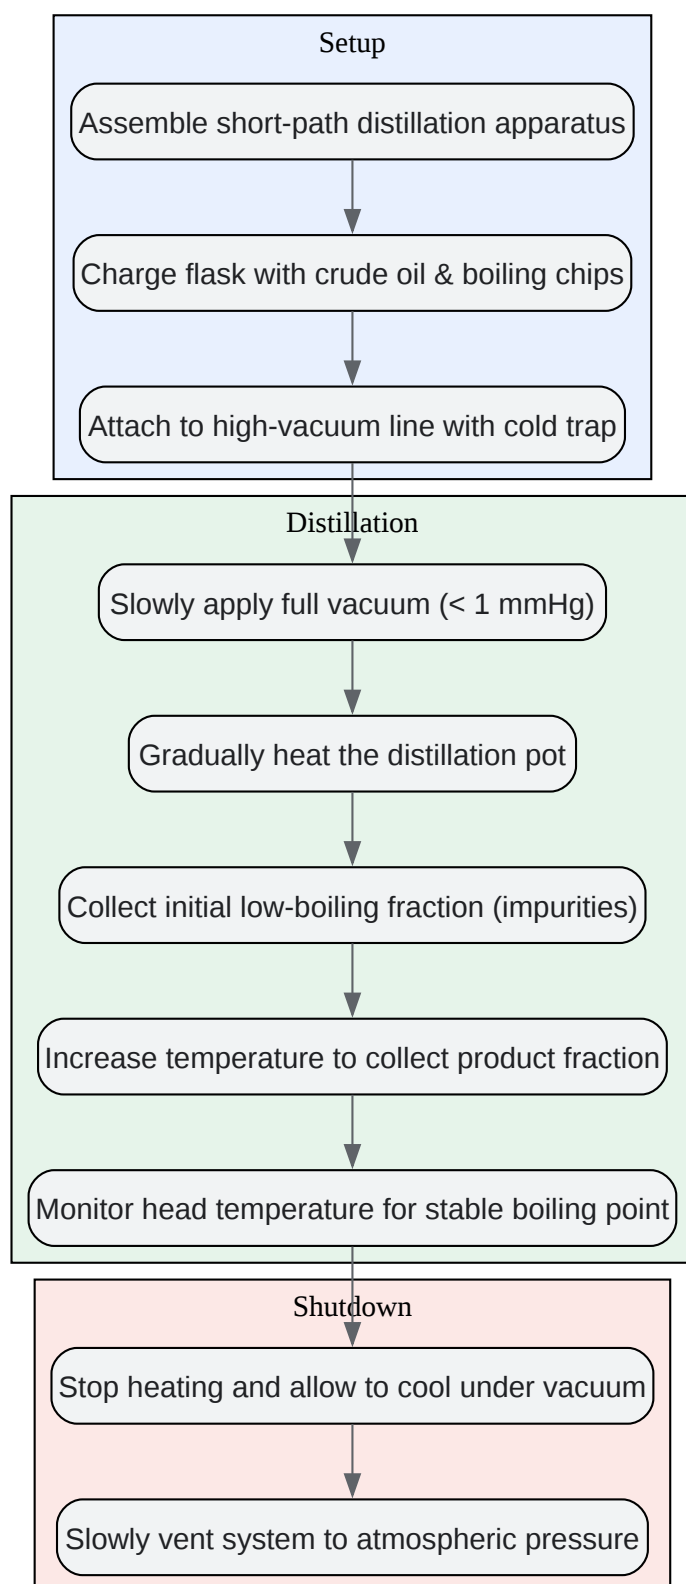 Setup
Assemble short-path distillation apparatus
Charge flask with crude oil & boiling chips
Attach to high-vacuum line with cold trap
Distillation
Slowly apply full vacuum (< 1 mmHg)
Gradually heat the distillation pot
Collect initial low-boiling fraction (impurities)
Increase temperature to collect product fraction
Monitor head temperature for stable boiling point
Shutdown
Stop heating and allow to cool under vacuum
Slowly vent system to atmospheric pressure